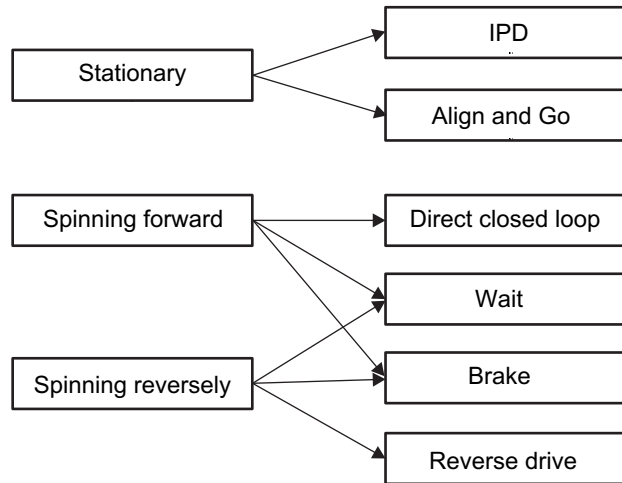 IPD
Stationary
Align and Go
Spinning forward
Direct closed loop
Wait
Spinning reversely
Brake
Reverse drive